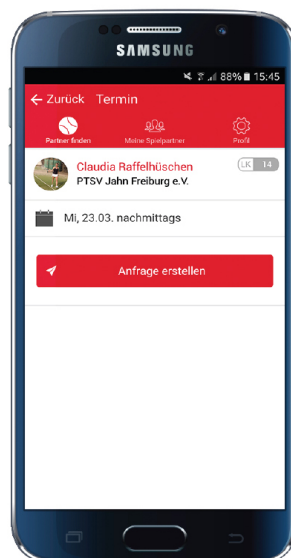 SAMSUNG
88% 15:45
← Zurück Termin
Partner finden Meine Spielpartner Profil
Claudia Raffelhüschen LK 14
PTSV Jahn Freiburg e.V.
Mi, 23.03. nachmittags
Anfrage erstellen